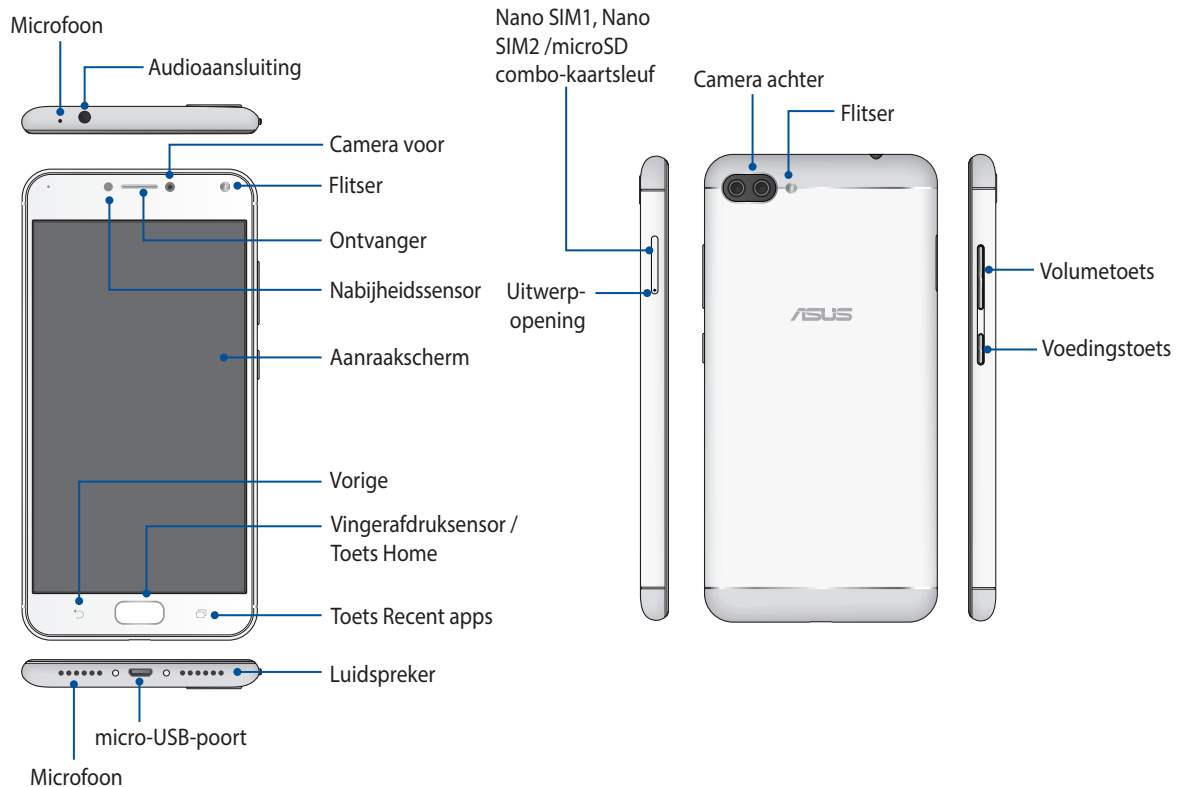 Microfoon
Audioaansluiting
Camera voor
Flitser
Ontvanger
Nabijheidssensor
Aanraakscherm
Vorige
Vingerafdruksensor /
Toets Home
Toets Recent apps
Luidspreker
micro-USB-poort
Microfoon
Nano SIM1, Nano
SIM2 /microSD
combo-kaartsleuf
Uitwerp-
opening
Camera achter
Flitser
ASUS
Volumetoets
Voedingstoets